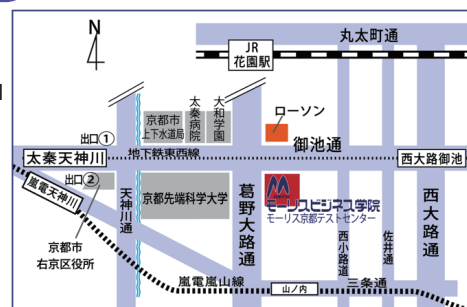 N
丸太町通
JR
花園駅
京都市
上下水道局
太秦病院
大和学園
ローソン
御池通
出口①
地下鉄東西線
太秦天神川
西大路御池
出口②
嵐電天神川
天神川通
京都先端科学大学
葛野大路通
モーリスビジネス学院
モーリス京都テストセンター
西小路通
佐井通
西大路通
京都市
右京区役所
嵐電嵐山線
山ノ内
三条通